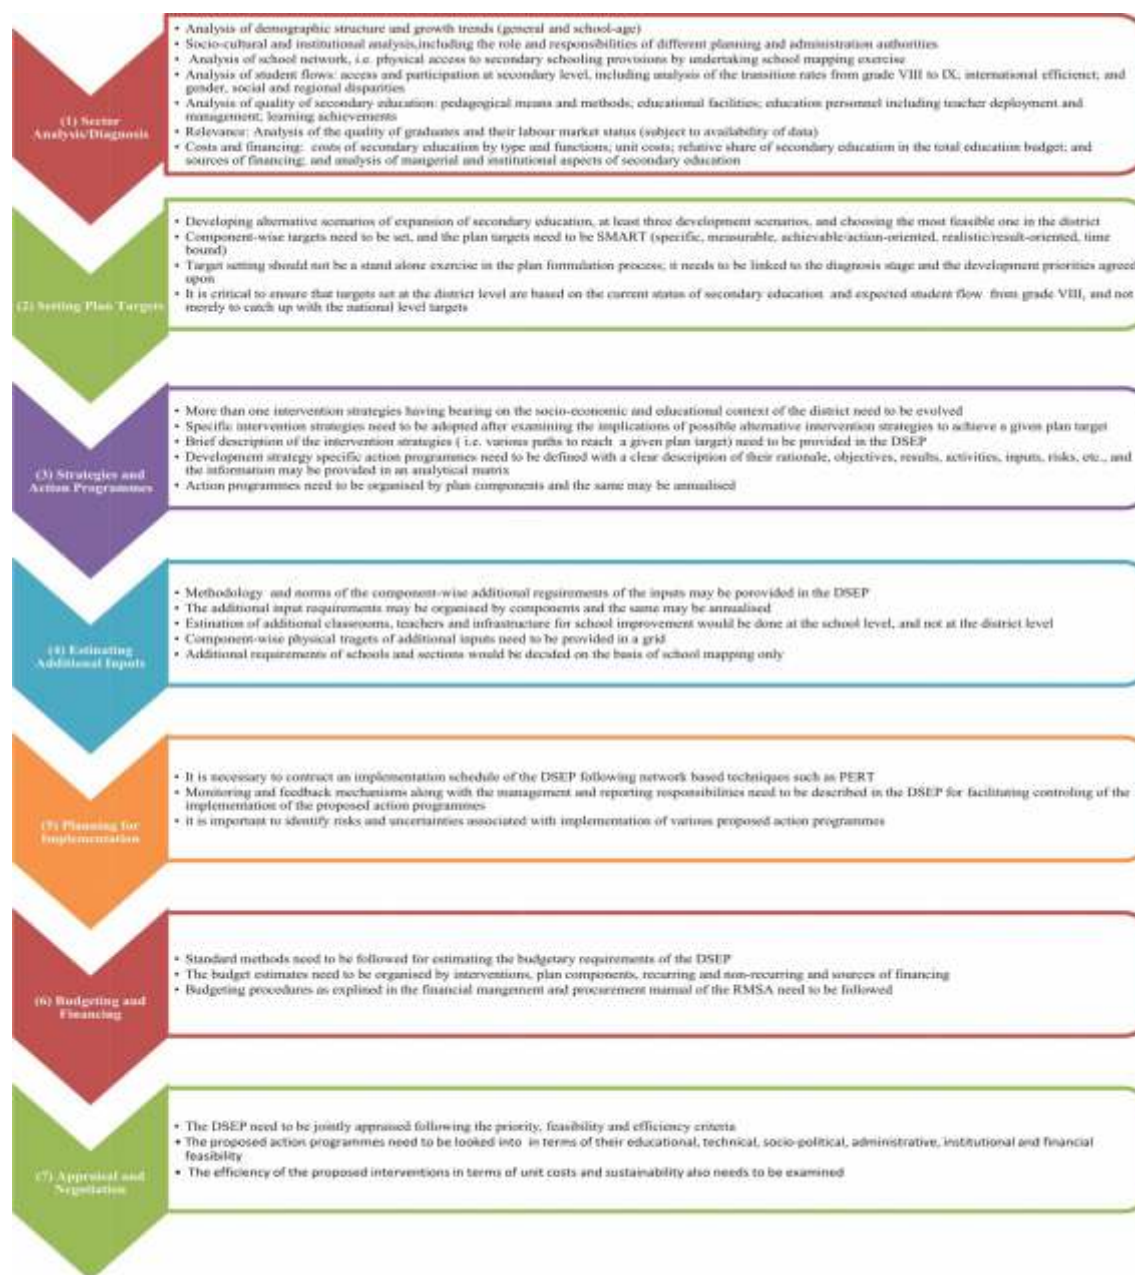 (1) Sector
Analysis/Diagnosis
• Analysis of demographic structure and growth trends (general and school-age)
• Socio-cultural and institutional analysis,including the role and responsibilities of different planning and administration authorities
• Analysis of school network, i.e. physical access to secondary schooling provisions by undertaking school mapping exercise
• Analysis of student flows: access and participation at secondary level, including analysis of the transition rates from grade VIII to IX; international efficienct; and
gender, social and regional disparities
• Analysis of quality of secondary education: pedagogical means and methods; educational facilities; education personnel including teacher deployment and
management; learning achievements
• Relevance: Analysis of the quality of graduates and their labour market status (subject to availability of data)
• Costs and financing: costs of secondary education by type and functions; unit costs; relative share of secondary education in the total education budget; and
sources of financing; and analysis of mangerial and institutional aspects of secondary education
(2) Setting Plan Targets
• Developing alternative scenarios of expansion of secondary education, at least three development scenarios, and choosing the most feasible one in the district
• Component-wise targets need to be set, and the plan targets need to be SMART (specific, measurable, achievable/action-oriented, realistic/result-oriented, time
bound)
• Target setting should not be a stand alone exercise in the plan formulation process; it needs to be linked to the diagnosis stage and the development priorities agreed
upon
• It is critical to ensure that targets set at the district level are based on the current status of secondary education and expected student flow from grade VIII, and not
merely to catch up with the national level targets
(3) Strategies and
Action Programmes
• More than one intervention strategies having bearing on the socio-economic and educational context of the district need to be evolved
• Specific intervention strategies need to be adopted after examining the implications of possible alternative intervention strategies to achieve a given plan target
• Brief description of the intervention strategies ( i.e. various paths to reach a given plan target) need to be provided in the DSEP
• Development strategy specific action programmes need to be defined with a clear description of their rationale, objectives, results, activities, inputs, risks, etc., and
the information may be provided in an analytical matrix
• Action programmes need to be organised by plan components and the same may be annualised
(4) Estimating
Additional Inputs
• Methodology and norms of the component-wise additional requirements of the inputs may be porovided in the DSEP
• The additional input requirements may be organised by components and the same may be annualised
• Estination of additional classrooms, teachers and infrastructure for school improvement would be done at the school level, and not at the district level
• Component-wise physical tragets of additional inputs need to be provided in a grid
• Additional requirements of schools and sections would be decided on the basis of school mapping only
(5) Planning for
Implementation
• It is necessary to contruct an implementation schedule of the DSEP following network based techniques such as PERT
• Monitoring and feedback mechanisms along with the management and reporting responsibilities need to be described in the DSEP for facilituting controling of the
implementation of the proposed action programmes
• it is important to identify risks and uncertainties associated with implementation of various proposed action programmes
(6) Budgeting and
Financing
• Standard methods need to be followed for estimating the budgetary requirements of the DSEP
• The budget estimates need to be organised by interventions, plan components, recurring and non-recurring and sources of financing
• Budgeting procedures as explined in the financial mangement and procurement manual of the RMSA need to be followed
(7) Appraisal and
Negotiation
• The DSEP need to be jointly appraised following the priority, feasibility and efficiency criteria
• The proposed action programmes need to be looked into in terms of their educational, technical, socio-political, administrative, institutional and financial
feasibility
• The efficiency of the proposed interventions in terms of unit costs and sustainability also needs to be examined